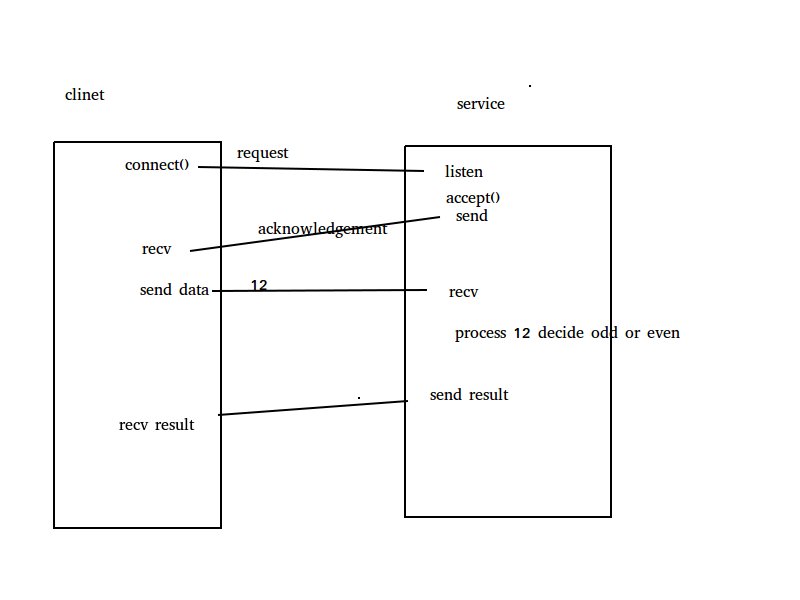 clinet
service
connect()
request
listen
accept()
send
acknowledgement
recv
send data
12
recv
process 12 decide odd or even
send result
recv result